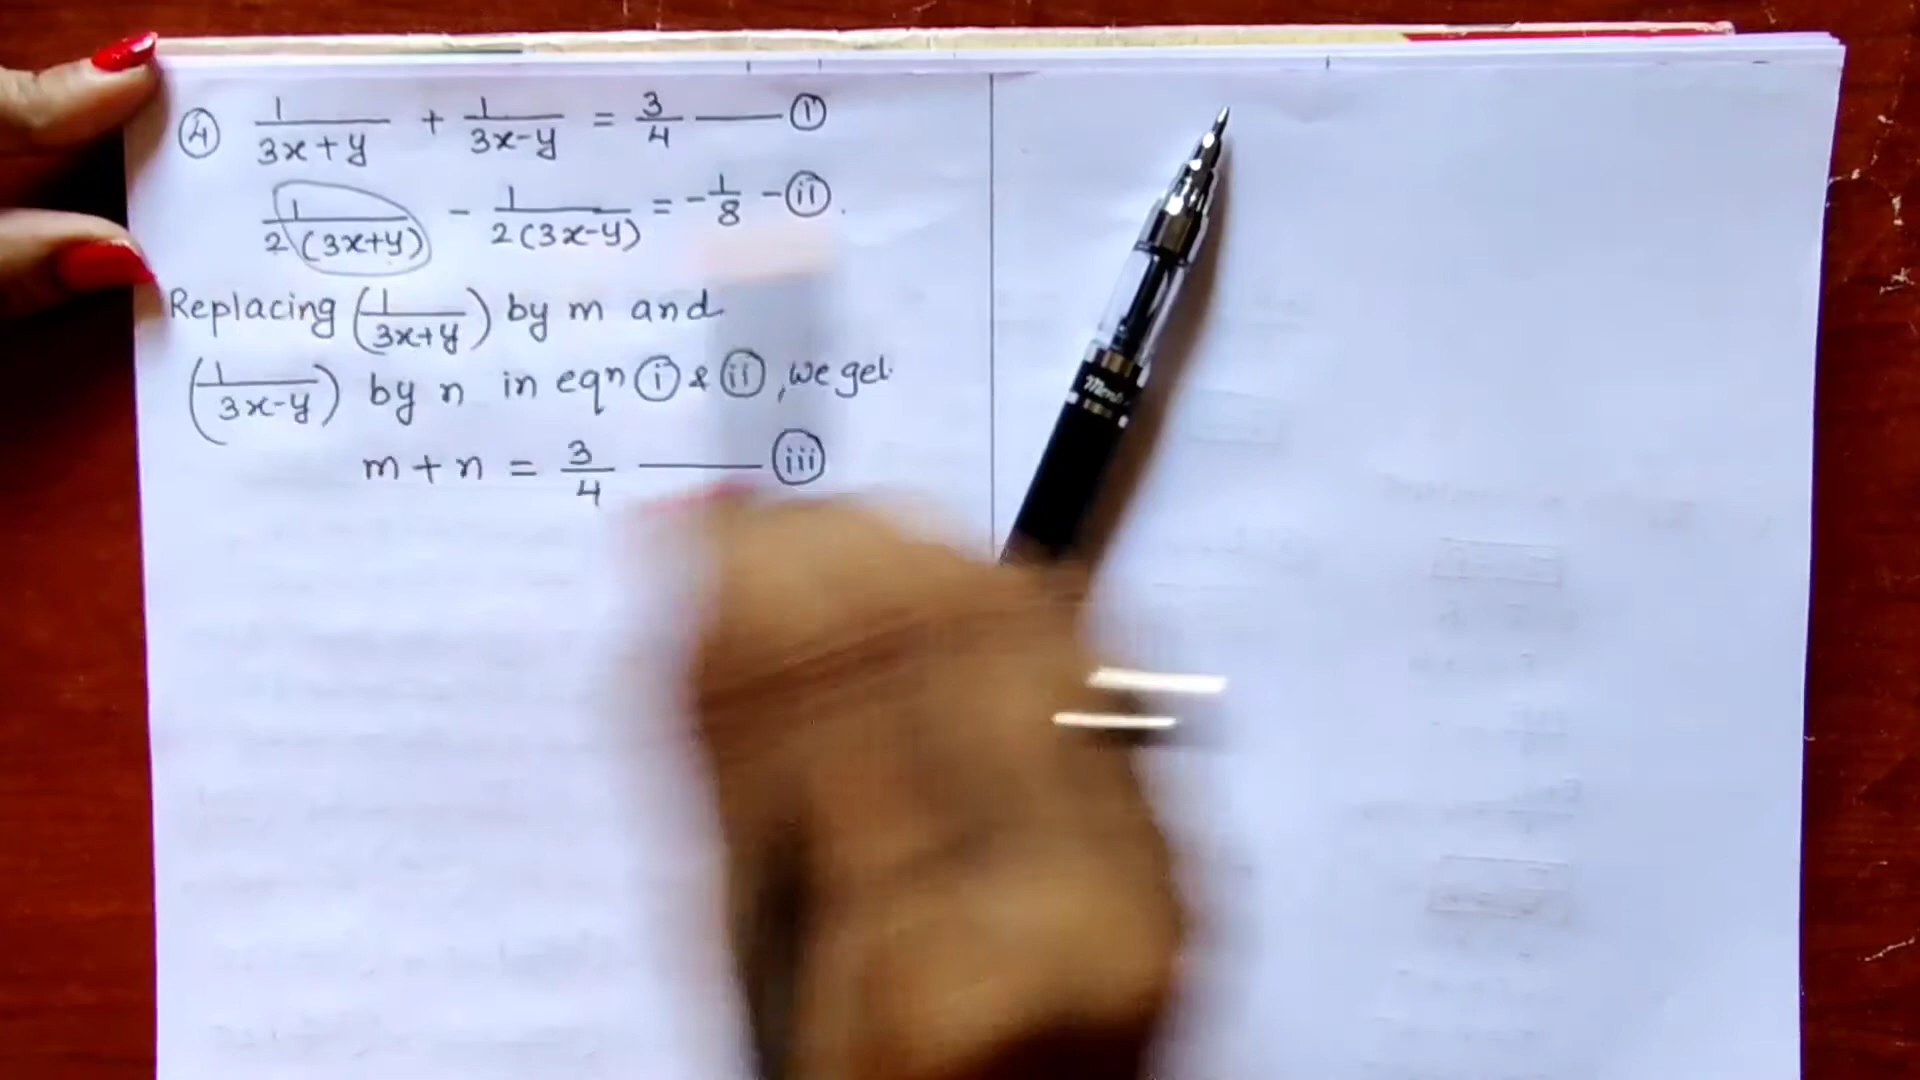 ④ 1/(3x+y) + 1/(3x-y) = 3/4 —— ⓘ
1/2(3x+y) - 1/2(3x-y) = -1/8 - ⓘⓘ.
Replacing (1/3x+y) by m and
(1/3x-y) by n in eqn ⓘ & ⓘⓘ, we get
m + n = 3/4 —— ⓘⓘⓘ